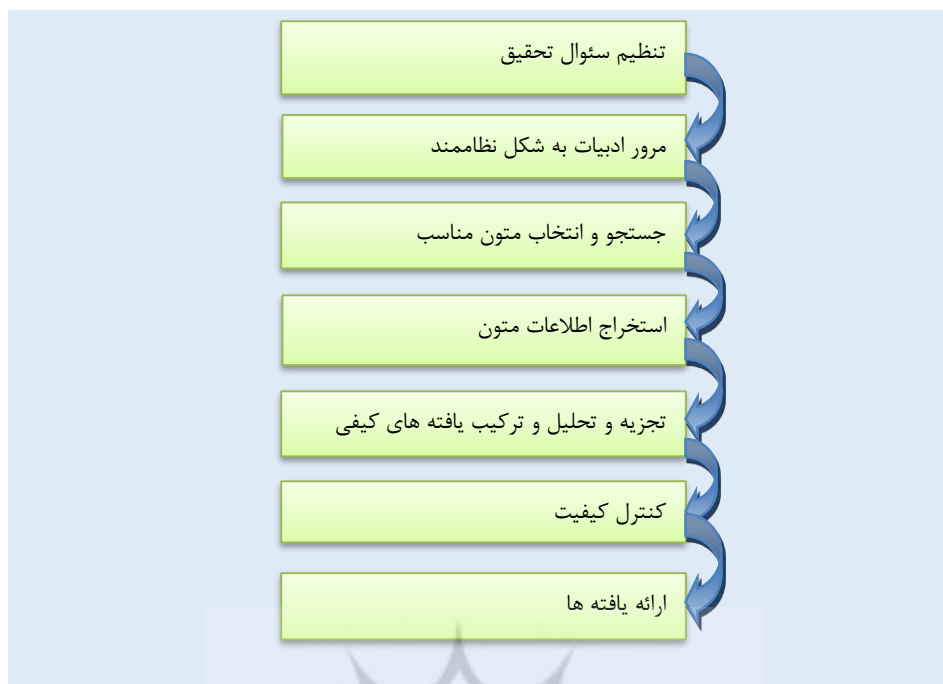 تنظیم سئوال تحقیق
مرور ادبیات به شکل نظاممند
جستجو و انتخاب متون مناسب
استخراج اطلاعات متون
تجزیه و تحلیل و ترکیب یافته های کیفی
کنترل کیفیت
ارائه یافته ها